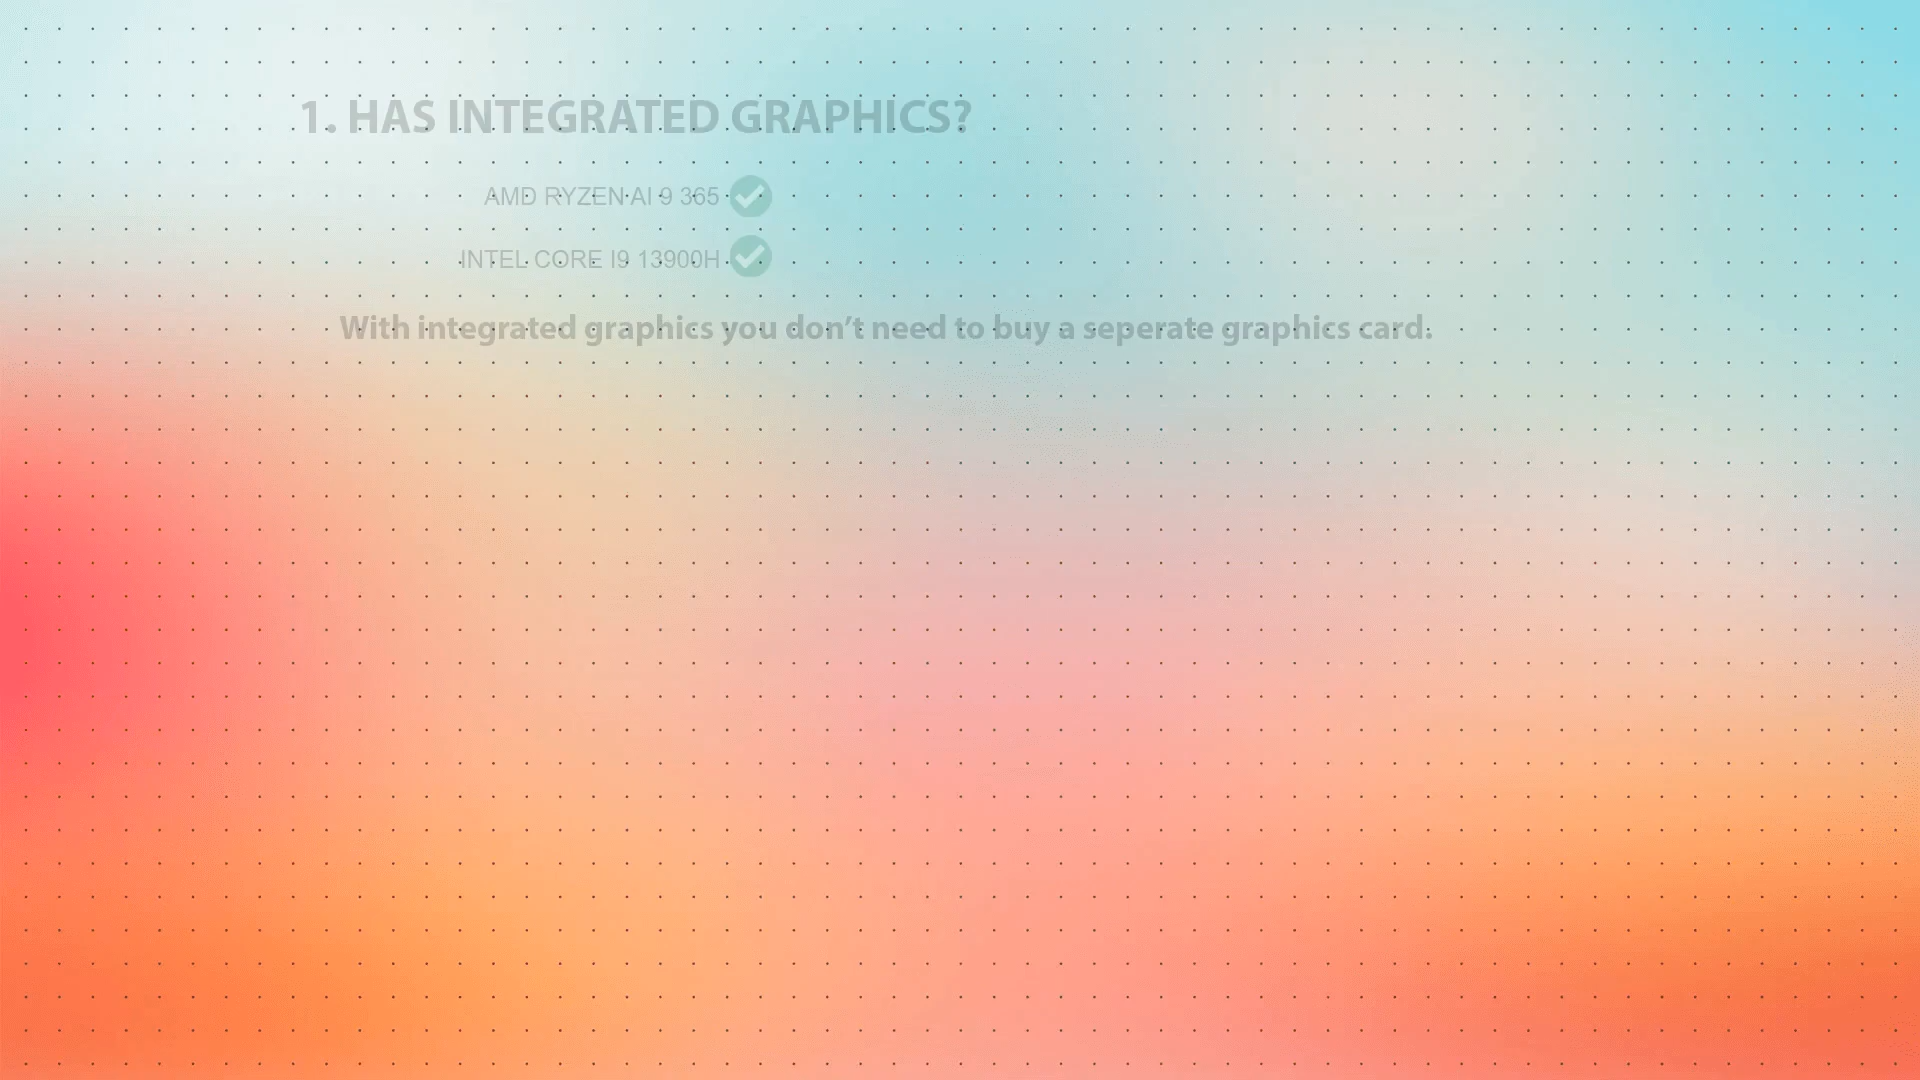 1. HAS INTEGRATED GRAPHICS?
AMD RYZEN AI 9 365
INTEL CORE I9 13900H
With integrated graphics you don’t need to buy a seperate graphics card.